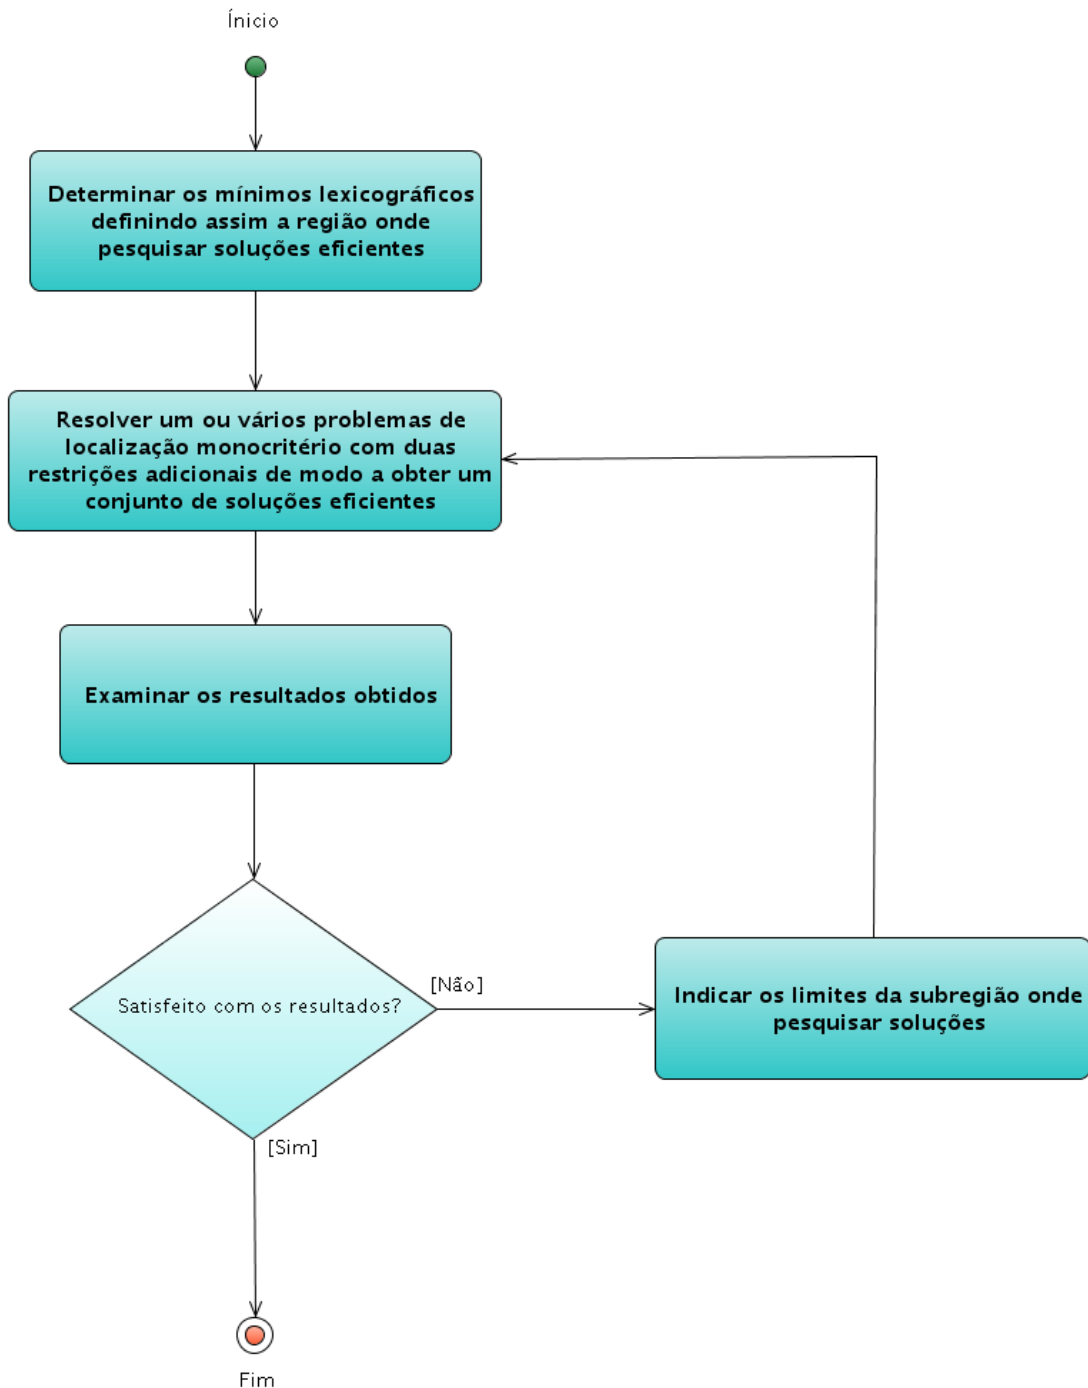 Ínicio
Determinar os mínimos lexicográficos
definindo assim a região onde
pesquisar soluções eficientes
Resolver um ou vários problemas de
localização monocritério com duas
restrições adicionais de modo a obter um
conjunto de soluções eficientes
Examinar os resultados obtidos
Satisfeito com os resultados?
[Não]
Indicar os limites da subregião onde
pesquisar soluções
[Sim]
Fim